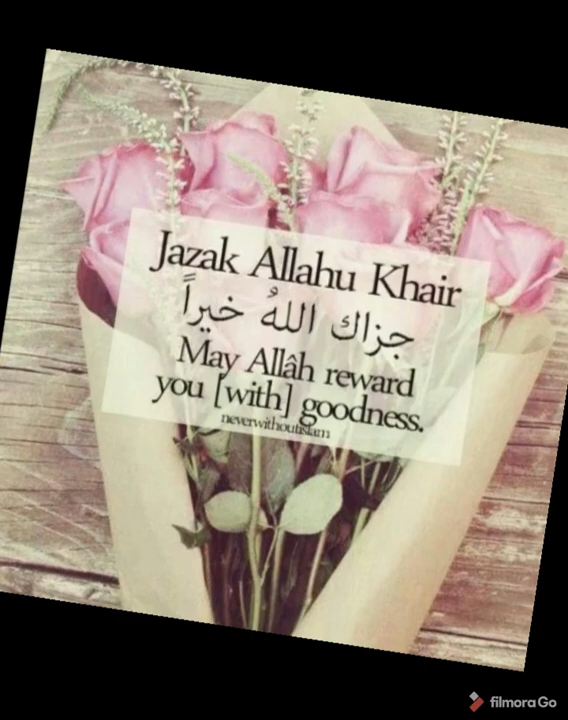 Jazak Allahu Khair
جزاك اللهُ خيراً
May Allâh reward
you [with] goodness.
neverwithoutislam
filmoraGo